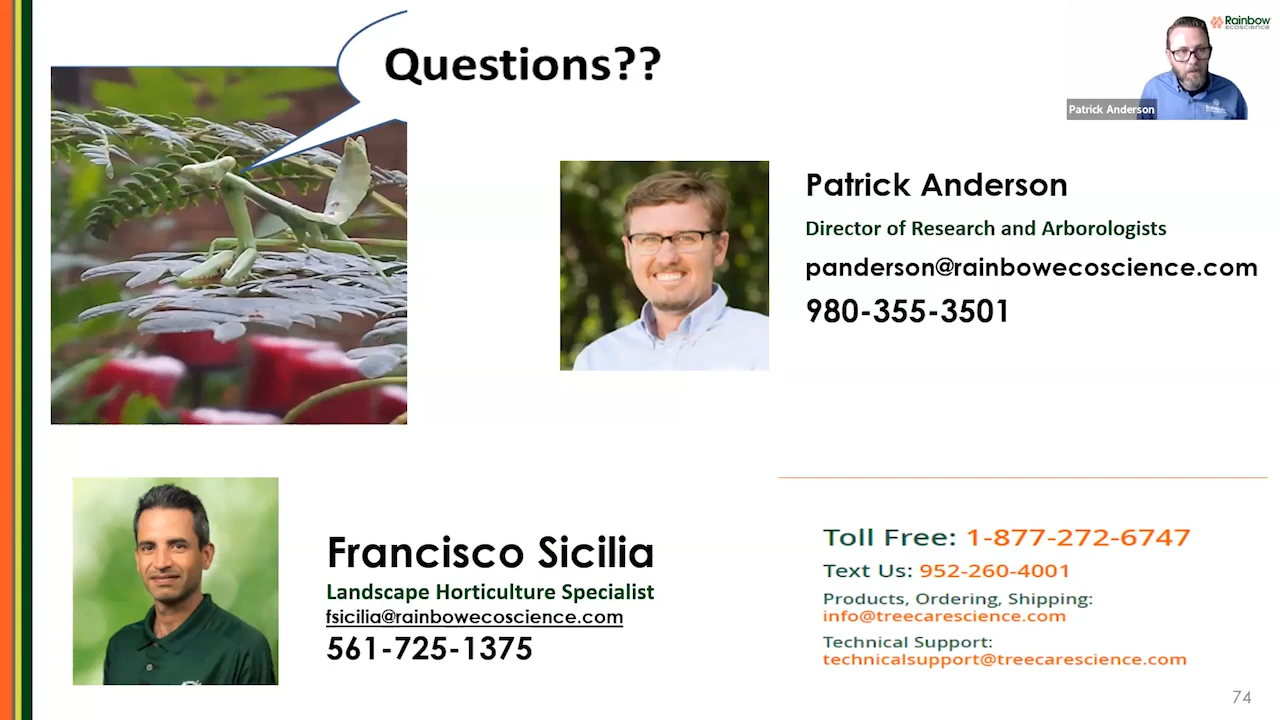 Questions??
Rainbow
ecoscience
Patrick Anderson
Patrick Anderson
Director of Research and Arborologists
panderson@rainbowecoscience.com
980-355-3501
Francisco Sicilia
Landscape Horticulture Specialist
fsicilia@rainbowecoscience.com
561-725-1375
Toll Free: 1-877-272-6747
Text Us: 952-260-4001
Products, Ordering, Shipping:
info@treecarescience.com
Technical Support:
technicalsupport@treecarescience.com
74